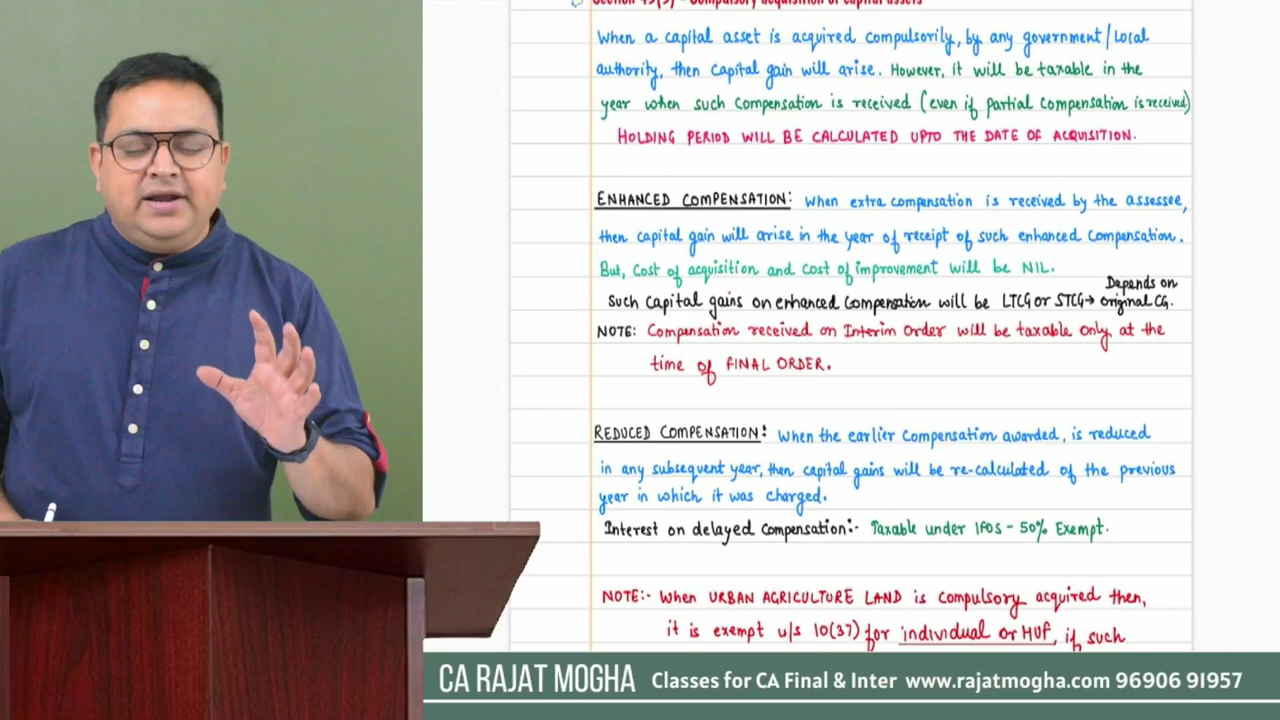 Section 45(5) - Compulsory acquisition of capital assets
When a capital asset is acquired compulsorily, by any government/Local
authority, then capital gain will arise. However, it will be taxable in the
year when such compensation is received (even if partial compensation is received)
HOLDING PERIOD WILL BE CALCULATED UPTO THE DATE OF ACQUISITION.
ENHANCED COMPENSATION: When extra compensation is received by the assessee,
then capital gain will arise in the year of receipt of such enhanced compensation.
But, cost of acquisition and cost of improvement will be NIL.
Depends on
Such capital gains on enhanced compensation will be LTCG or STCG→ original CG.
NOTE: Compensation received on Interim Order will be taxable only at the
time of FINAL ORDER.
REDUCED COMPENSATION: When the earlier compensation awarded, is reduced
in any subsequent year, then capital gains will be re-calculated of the previous
year in which it was charged.
Interest on delayed compensation:- Taxable under IFOS - 50% Exempt.
NOTE:- When URBAN AGRICULTURE LAND is compulsory acquired then,
it is exempt u/s 10(37) for individual or HUF, if such
CA RAJAT MOGHA Classes for CA Final & Inter www.rajatmogha.com 96906 91957